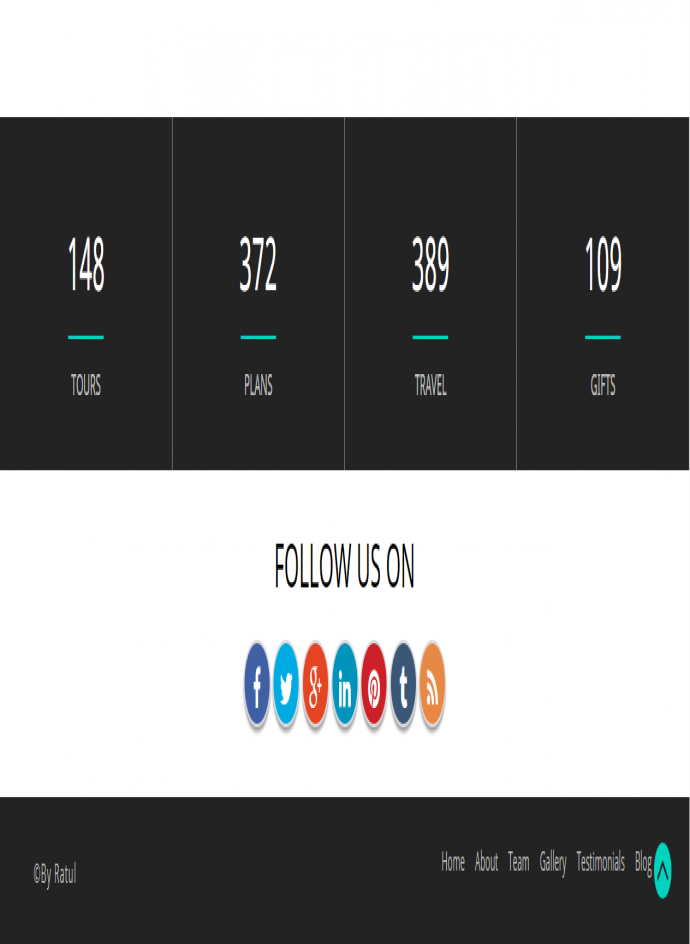 148 372 389 109
TOURS PLANS TRAVEL GIFTS
FOLLOW US ON
©By Ratul
Home About Team Gallery Testimonials Blog